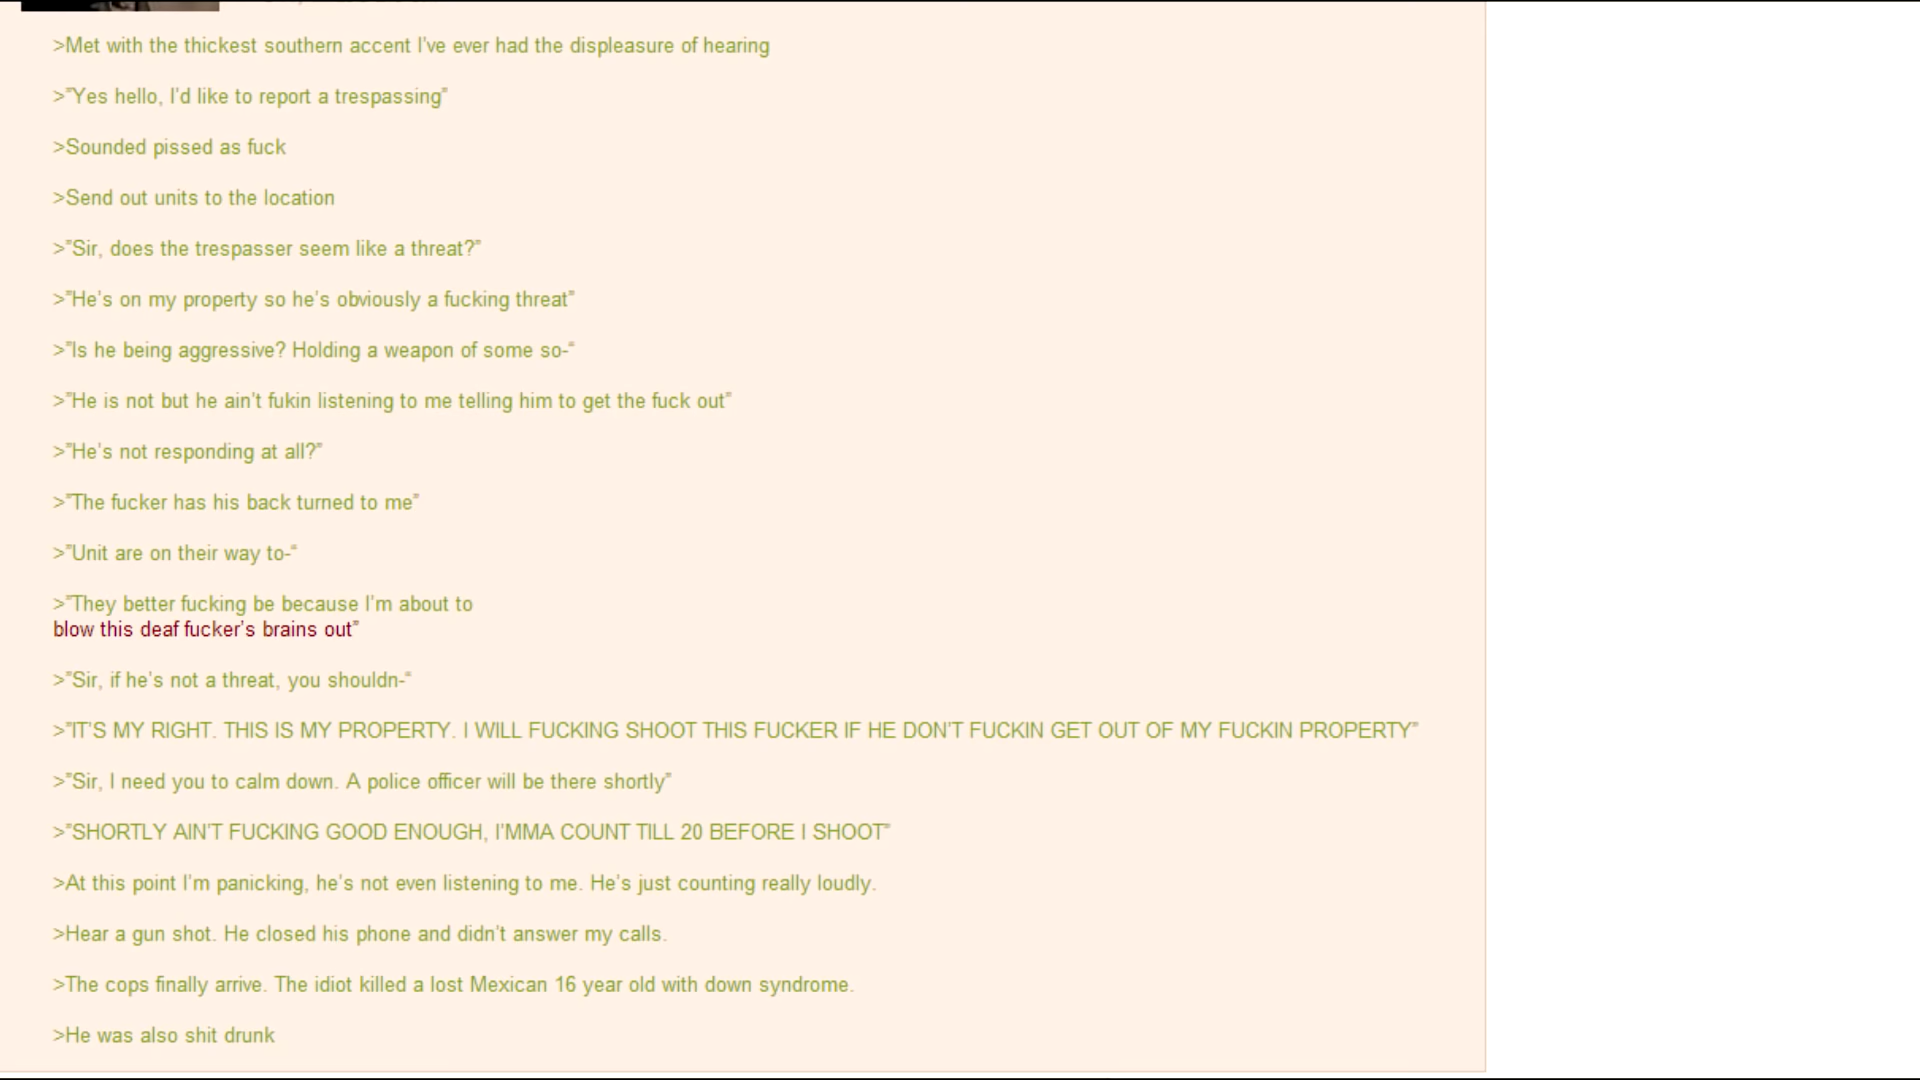 >Met with the thickest southern accent I've ever had the displeasure of hearing
>"Yes hello, I'd like to report a trespassing"
>Sounded pissed as fuck
>Send out units to the location
>"Sir, does the trespasser seem like a threat?"
>"He's on my property so he's obviously a fucking threat"
>"Is he being aggressive? Holding a weapon of some so-"
>"He is not but he ain't fukin listening to me telling him to get the fuck out"
>"He's not responding at all?"
>"The fucker has his back turned to me"
>"Unit are on their way to-"
>"They better fucking be because I'm about to
blow this deaf fucker's brains out"
>"Sir, if he's not a threat, you shouldn-"
>"IT'S MY RIGHT. THIS IS MY PROPERTY. I WILL FUCKING SHOOT THIS FUCKER IF HE DON'T FUCKIN GET OUT OF MY FUCKIN PROPERTY"
>"Sir, I need you to calm down. A police officer will be there shortly"
>"SHORTLY AIN'T FUCKING GOOD ENOUGH, I'MMA COUNT TILL 20 BEFORE I SHOOT"
>At this point I'm panicking, he's not even listening to me. He's just counting really loudly.
>Hear a gun shot. He closed his phone and didn't answer my calls.
>The cops finally arrive. The idiot killed a lost Mexican 16 year old with down syndrome.
>He was also shit drunk